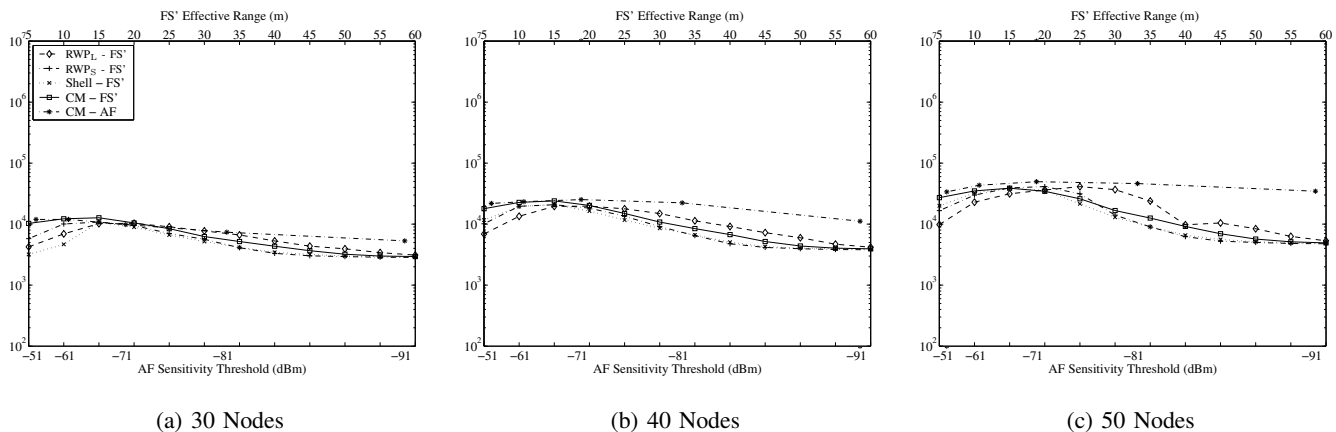 FS' Effective Range (m)
5 10 15 20 25 30 35 40 45 50 55 60
10^7
10^6
10^5
10^4
10^3
10^2
RWP_L - FS'
RWP_S - FS'
Shell – FS'
CM – FS'
CM – AF
−51 −61 −71 −81 −91
AF Sensitivity Threshold (dBm)
(a) 30 Nodes
FS' Effective Range (m)
5 10 15 20 25 30 35 40 45 50 55 60
10^7
10^6
10^5
10^4
10^3
10^2
−51 −61 −71 −81 −91
AF Sensitivity Threshold (dBm)
(b) 40 Nodes
FS' Effective Range (m)
5 10 15 20 25 30 35 40 45 50 55 60
10^7
10^6
10^5
10^4
10^3
10^2
−51 −61 −71 −81 −91
AF Sensitivity Threshold (dBm)
(c) 50 Nodes